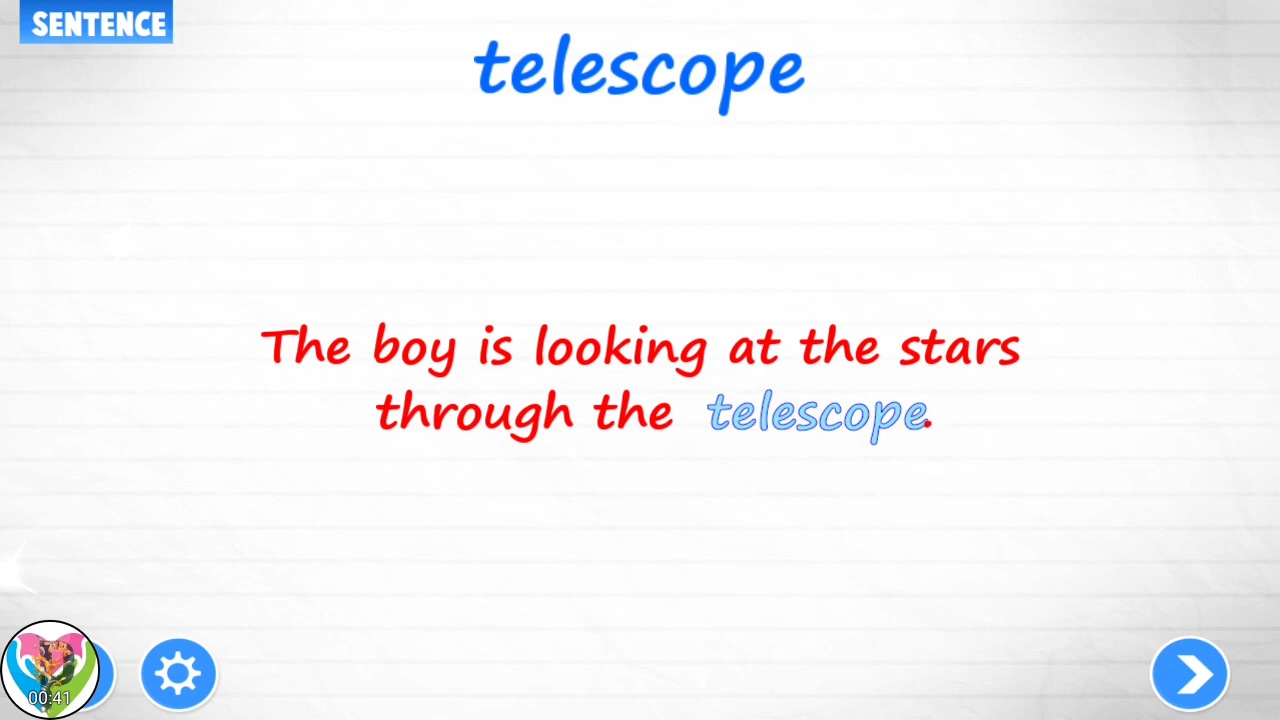 SENTENCE
telescope
The boy is looking at the stars
through the telescope.
00:41